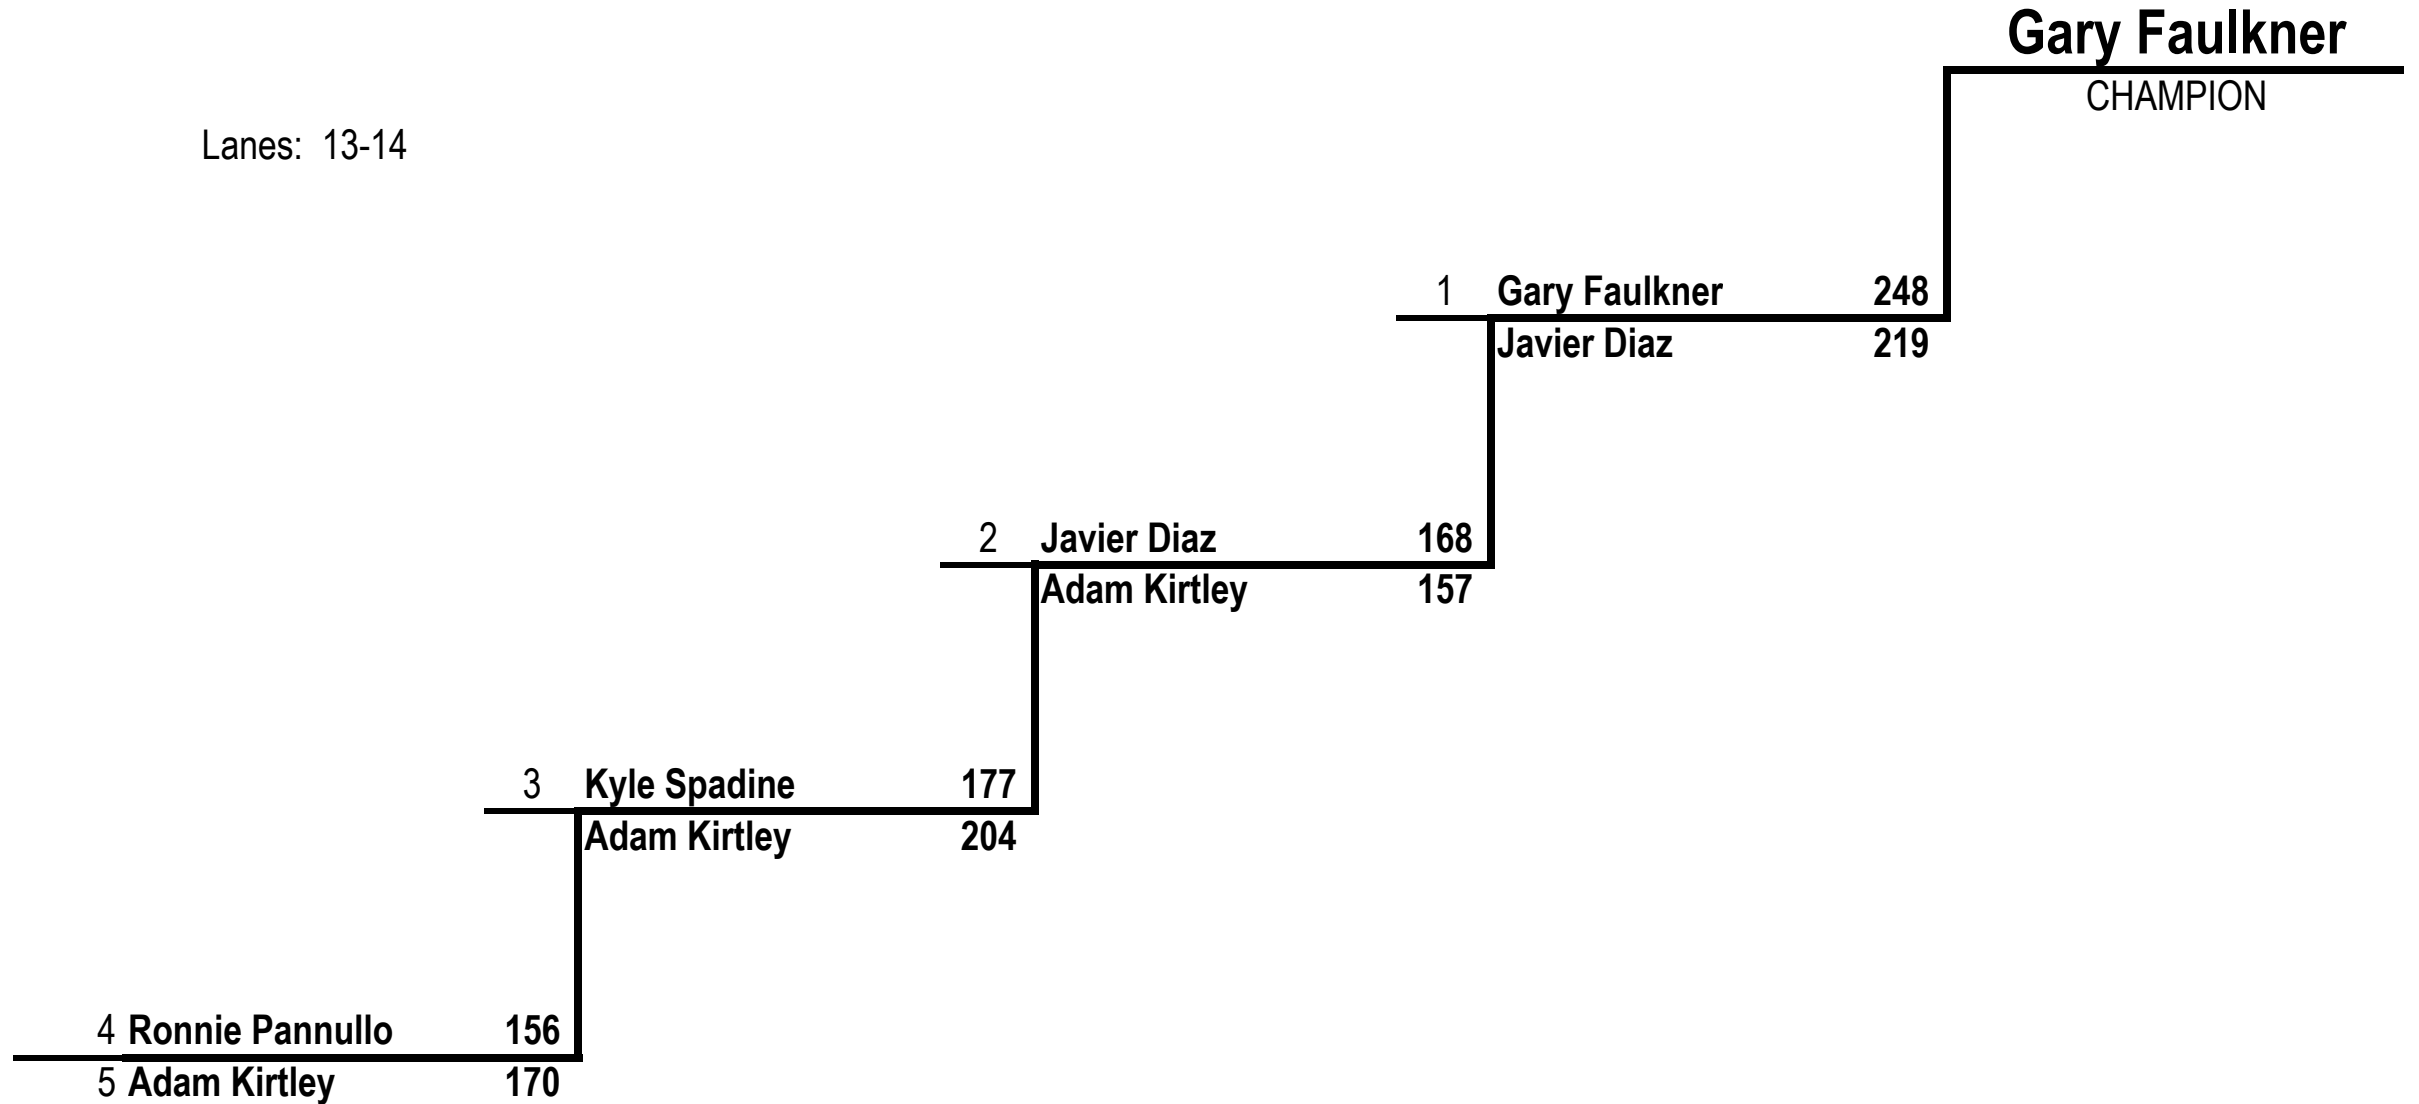 Gary Faulkner
CHAMPION
Lanes: 13-14
1 Gary Faulkner 248
Javier Diaz 219
2 Javier Diaz 168
Adam Kirtley 157
3 Kyle Spadine 177
Adam Kirtley 204
4 Ronnie Pannullo 156
5 Adam Kirtley 170